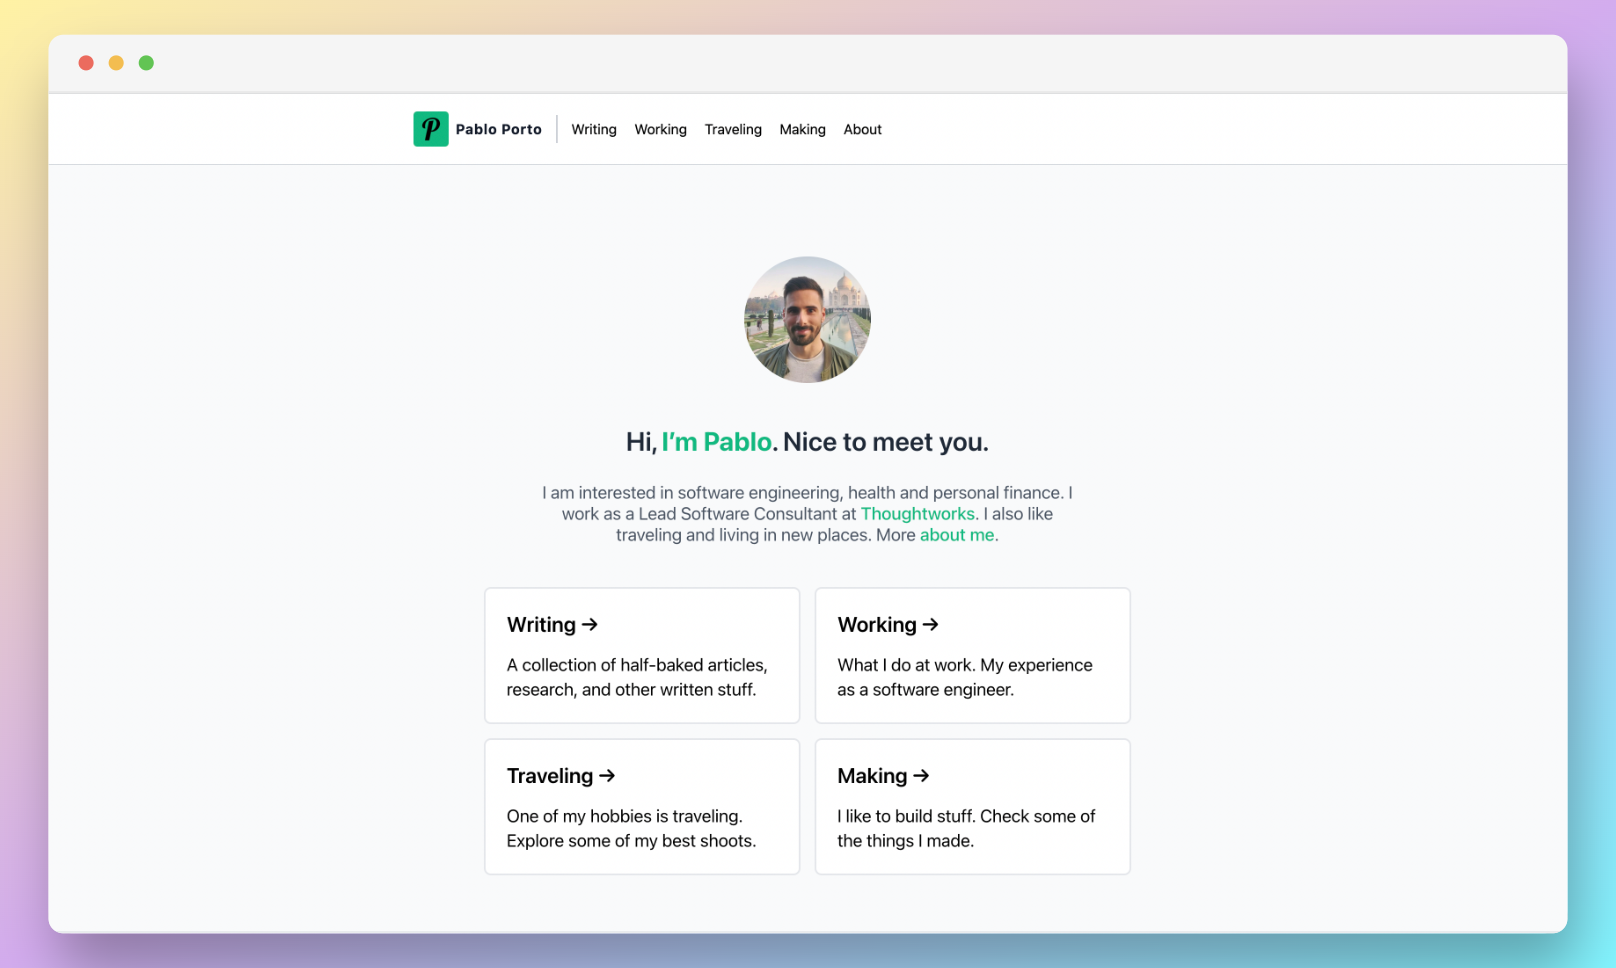 P Pablo Porto Writing Working Traveling Making About
Hi, I'm Pablo. Nice to meet you.
I am interested in software engineering, health and personal finance. I
work as a Lead Software Consultant at Thoughtworks. I also like
traveling and living in new places. More about me.
Writing →
A collection of half-baked articles,
research, and other written stuff.
Working →
What I do at work. My experience
as a software engineer.
Traveling →
One of my hobbies is traveling.
Explore some of my best shoots.
Making →
I like to build stuff. Check some of
the things I made.